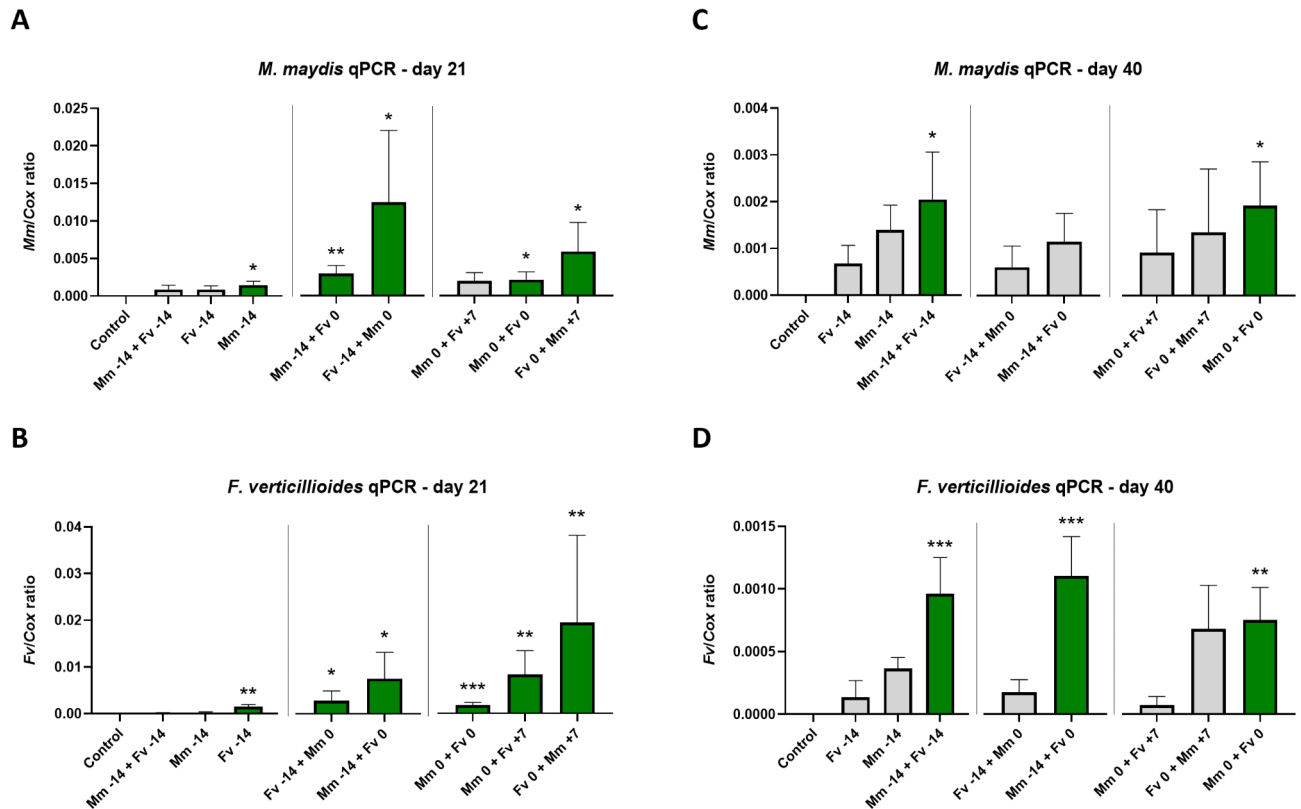 A
M. maydis qPCR - day 21
Mm/Cox ratio
0.025
0.020
0.015
0.010
0.005
0.000
*
**
*
*
*
Control
Mm -14 + Fv -14
Fv -14
Mm -14
Mm -14 + Fv 0
Fv -14 + Mm 0
Mm 0 + Fv +7
Mm 0 + Fv 0
Fv 0 + Mm +7
C
M. maydis qPCR - day 40
Mm/Cox ratio
0.004
0.003
0.002
0.001
0.000
*
*
Control
Fv -14
Mm -14
Mm -14 + Fv -14
Fv -14 + Mm 0
Mm -14 + Fv 0
Mm 0 + Fv +7
Fv 0 + Mm +7
Mm 0 + Fv 0
B
F. verticillioides qPCR - day 21
Fv/Cox ratio
0.04
0.03
0.02
0.01
0.00
**
*
*
***
**
**
Control
Mm -14 + Fv -14
Mm -14
Fv -14
Fv -14 + Mm 0
Mm -14 + Fv 0
Mm 0 + Fv 0
Mm 0 + Fv +7
Fv 0 + Mm +7
D
F. verticillioides qPCR - day 40
Fv/Cox ratio
0.0015
0.0010
0.0005
0.0000
***
***
**
Control
Fv -14
Mm -14
Mm -14 + Fv -14
Fv -14 + Mm 0
Mm -14 + Fv 0
Mm 0 + Fv +7
Fv 0 + Mm +7
Mm 0 + Fv 0